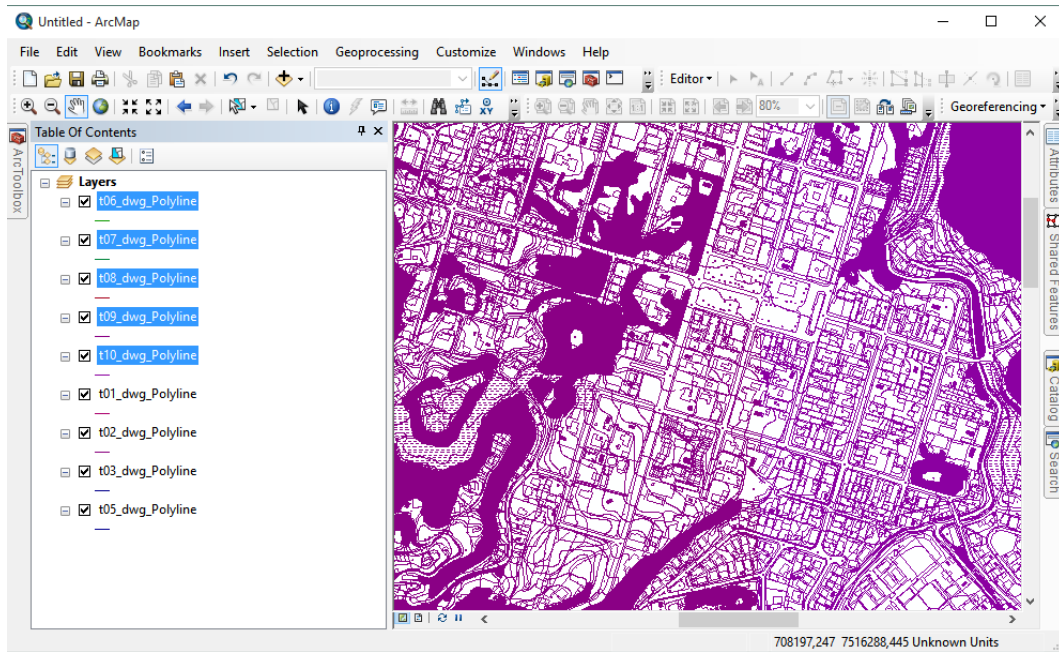 Untitled - ArcMap
File Edit View Bookmarks Insert Selection Geoprocessing Customize Windows Help
Editor
80%
Georeferencing
Table Of Contents
ArcToolbox
Layers
t06_dwg_Polyline
t07_dwg_Polyline
t08_dwg_Polyline
t09_dwg_Polyline
t10_dwg_Polyline
t01_dwg_Polyline
t02_dwg_Polyline
t03_dwg_Polyline
t05_dwg_Polyline
Attributes
Shared Features
Catalog
Search
708197,247 7516288,445 Unknown Units